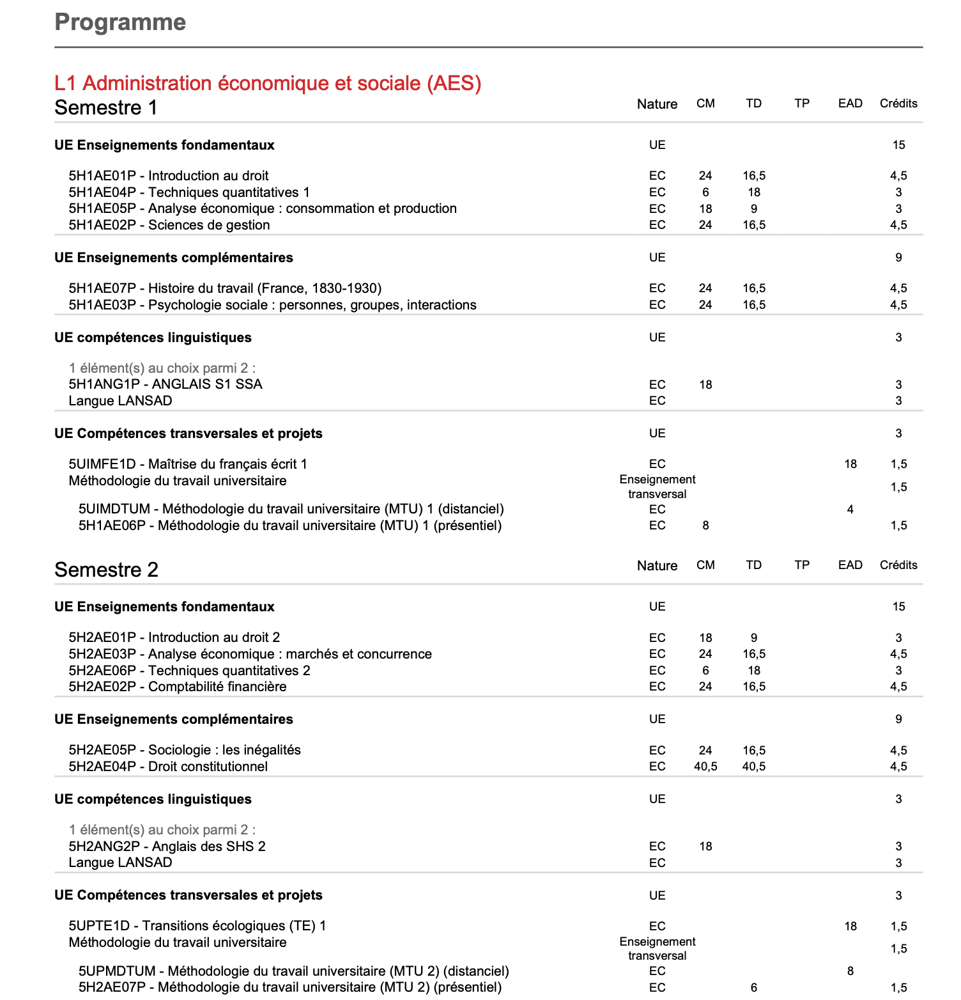 Programme
L1 Administration économique et sociale (AES)
Semestre 1 Nature CM TD TP EAD Crédits
UE Enseignements fondamentaux UE 15
5H1AE01P - Introduction au droit EC 24 16,5 4,5
5H1AE04P - Techniques quantitatives 1 EC 6 18 3
5H1AE05P - Analyse économique : consommation et production EC 18 9 3
5H1AE02P - Sciences de gestion EC 24 16,5 4,5
UE Enseignements complémentaires UE 9
5H1AE07P - Histoire du travail (France, 1830-1930) EC 24 16,5 4,5
5H1AE03P - Psychologie sociale : personnes, groupes, interactions EC 24 16,5 4,5
UE compétences linguistiques UE 3
1 élément(s) au choix parmi 2 :
5H1ANG1P - ANGLAIS S1 SSA EC 18 3
Langue LANSAD EC 3
UE Compétences transversales et projets UE 3
5UIMFE1D - Maîtrise du français écrit 1 EC 18 1,5
Méthodologie du travail universitaire Enseignement transversal 1,5
5UIMDTUM - Méthodologie du travail universitaire (MTU) 1 (distanciel) EC 4
5H1AE06P - Méthodologie du travail universitaire (MTU) 1 (présentiel) EC 8 1,5
Semestre 2 Nature CM TD TP EAD Crédits
UE Enseignements fondamentaux UE 15
5H2AE01P - Introduction au droit 2 EC 18 9 3
5H2AE03P - Analyse économique : marchés et concurrence EC 24 16,5 4,5
5H2AE06P - Techniques quantitatives 2 EC 6 18 3
5H2AE02P - Comptabilité financière EC 24 16,5 4,5
UE Enseignements complémentaires UE 9
5H2AE05P - Sociologie : les inégalités EC 24 16,5 4,5
5H2AE04P - Droit constitutionnel EC 40,5 40,5 4,5
UE compétences linguistiques UE 3
1 élément(s) au choix parmi 2 :
5H2ANG2P - Anglais des SHS 2 EC 18 3
Langue LANSAD EC 3
UE Compétences transversales et projets UE 3
5UPTE1D - Transitions écologiques (TE) 1 EC 18 1,5
Méthodologie du travail universitaire Enseignement transversal 1,5
5UPMDTUM - Méthodologie du travail universitaire (MTU 2) (distanciel) EC 8
5H2AE07P - Méthodologie du travail universitaire (MTU 2) (présentiel) EC 6 1,5